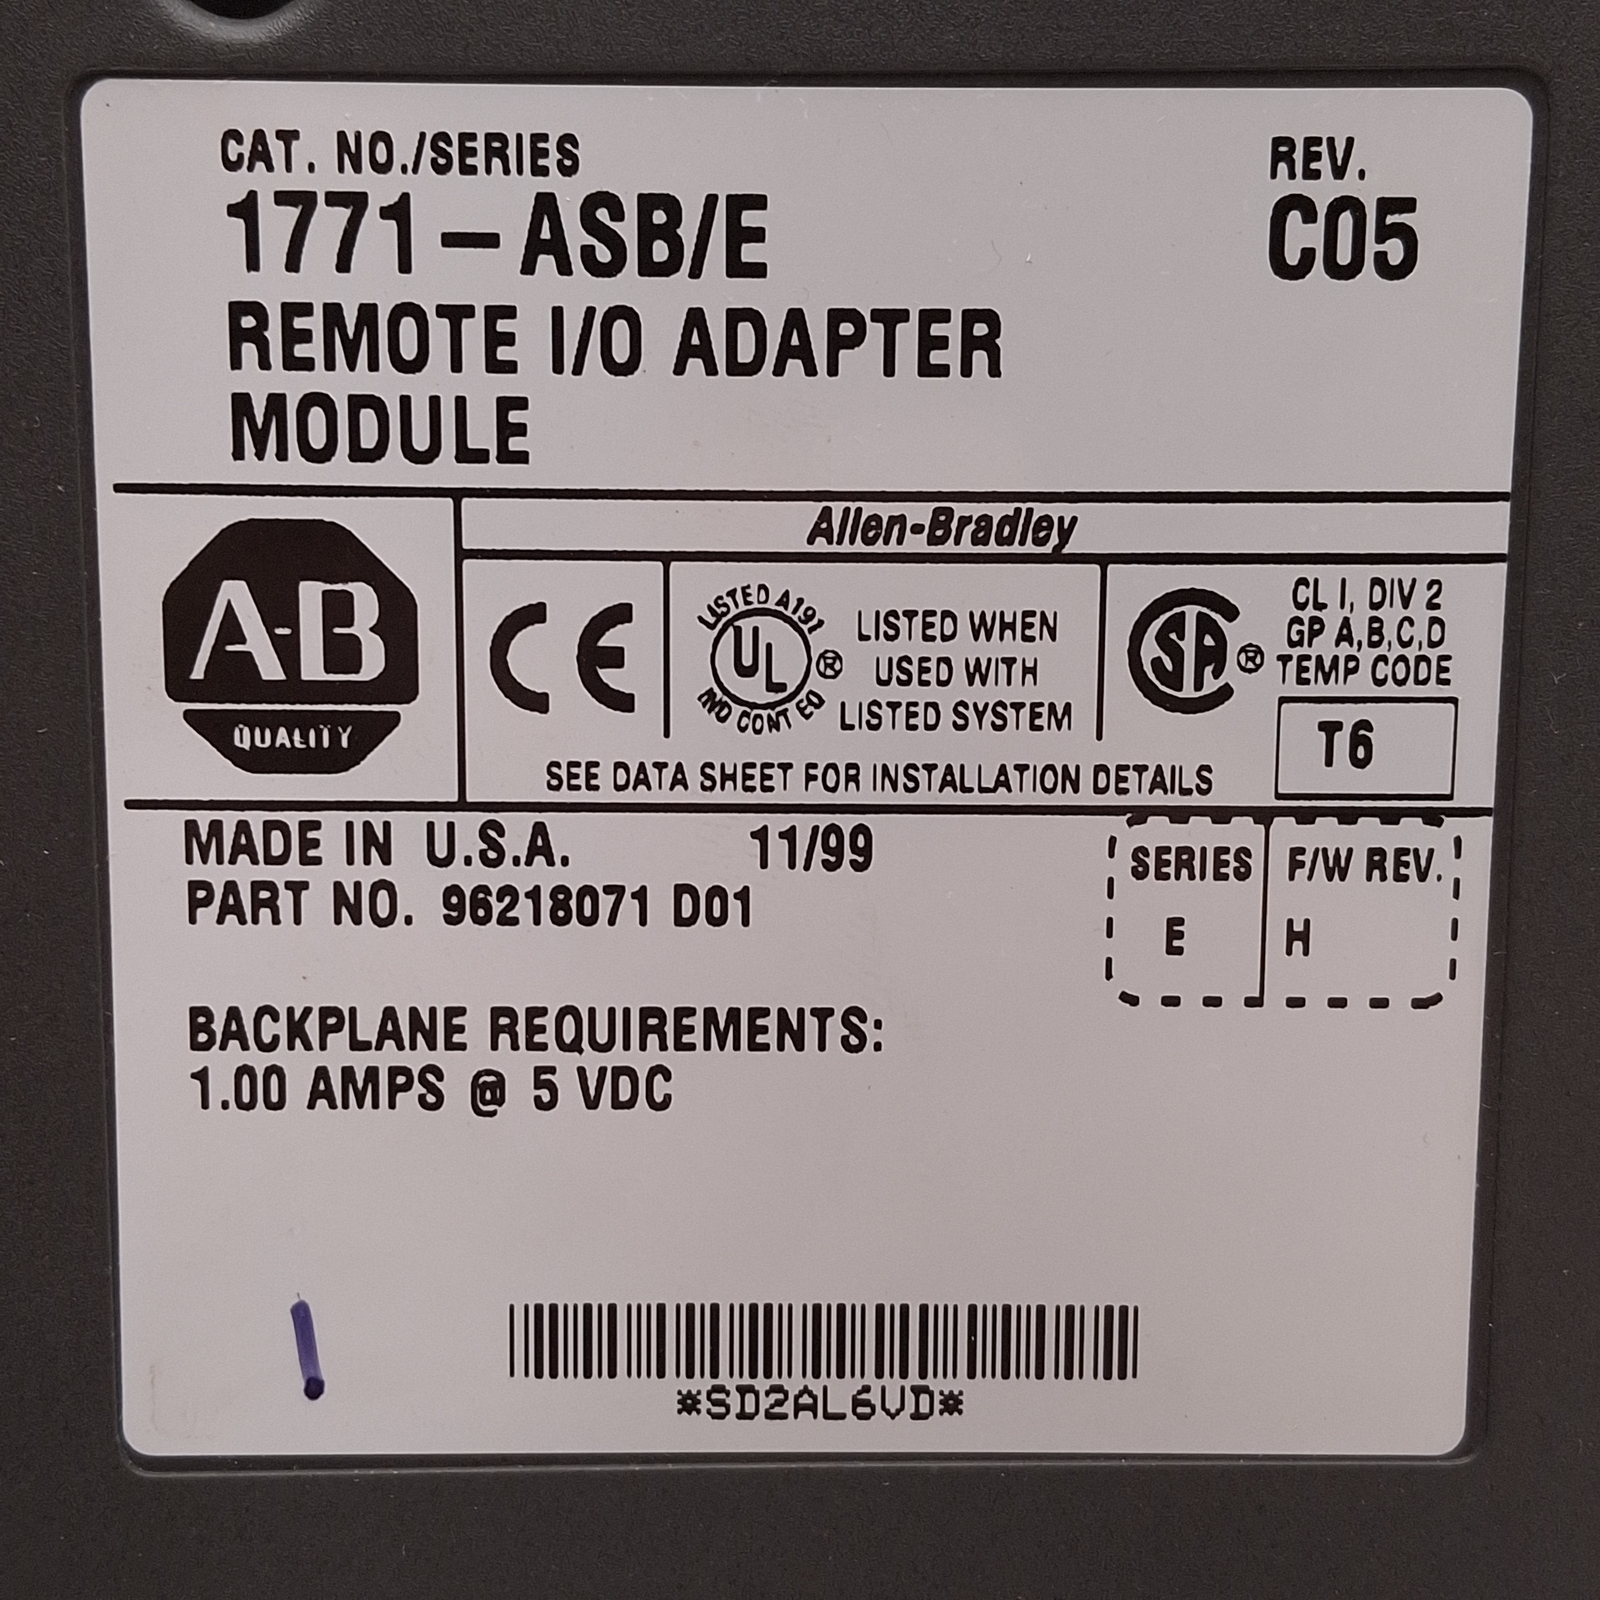 CAT. NO./SERIES
1771-ASB/E
REMOTE I/O ADAPTER
MODULE
REV.
C05
Allen-Bradley
A-B
QUALITY
CE
LISTED A191
UL ®
IND CONT EQ
LISTED WHEN
USED WITH
LISTED SYSTEM
SA ®
CL I, DIV 2
GP A,B,C,D
TEMP CODE
T6
SEE DATA SHEET FOR INSTALLATION DETAILS
MADE IN U.S.A. 11/99
PART NO. 96218071 D01
SERIES F/W REV.
E H
BACKPLANE REQUIREMENTS:
1.00 AMPS @ 5 VDC
*SD2AL6VD*